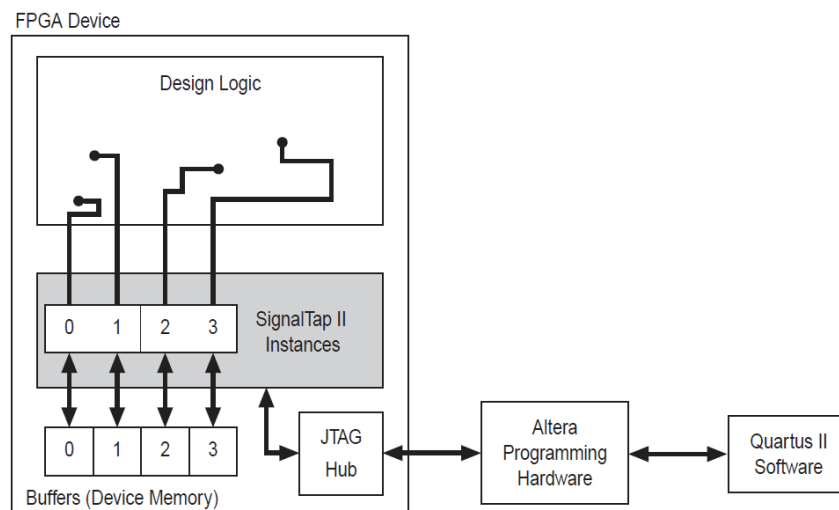 FPGA Device
Design Logic
0 1 2 3
SignalTap II
Instances
0 1 2 3
Buffers (Device Memory)
JTAG
Hub
Altera
Programming
Hardware
Quartus II
Software